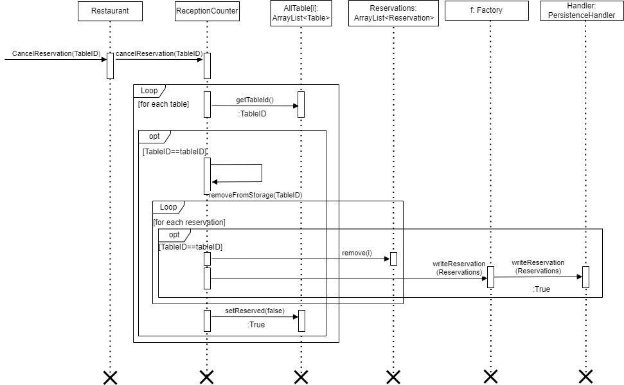 Restaurant
ReceptionCounter
AllTable[i]:
ArrayList<Table>
Reservations:
ArrayList<Reservation>
f: Factory
Handler:
PersistenceHandler
CancelReservation(TableID)
cancelReservation(TableID)
Loop
[for each table]
getTableId()
:TableID
opt
[TableID==tableID]
removeFromStorage(TableID)
Loop
[for each reservation]
opt
[TableID==tableID]
remove(i)
writeReservation
(Reservations)
writeReservation
(Reservations)
:True
setReserved(false)
:True